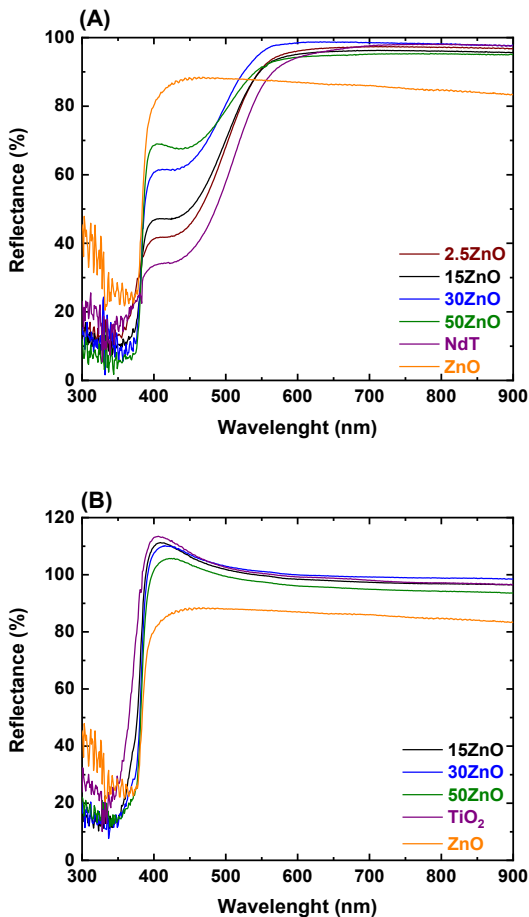 (A)
100
80
60
40
20
0
Reflectance (%)
2.5ZnO
15ZnO
30ZnO
50ZnO
NdT
ZnO
300 400 500 600 700 800 900
Wavelenght (nm)
(B)
120
100
80
60
40
20
0
Reflectance (%)
15ZnO
30ZnO
50ZnO
TiO₂
ZnO
300 400 500 600 700 800 900
Wavelenght (nm)